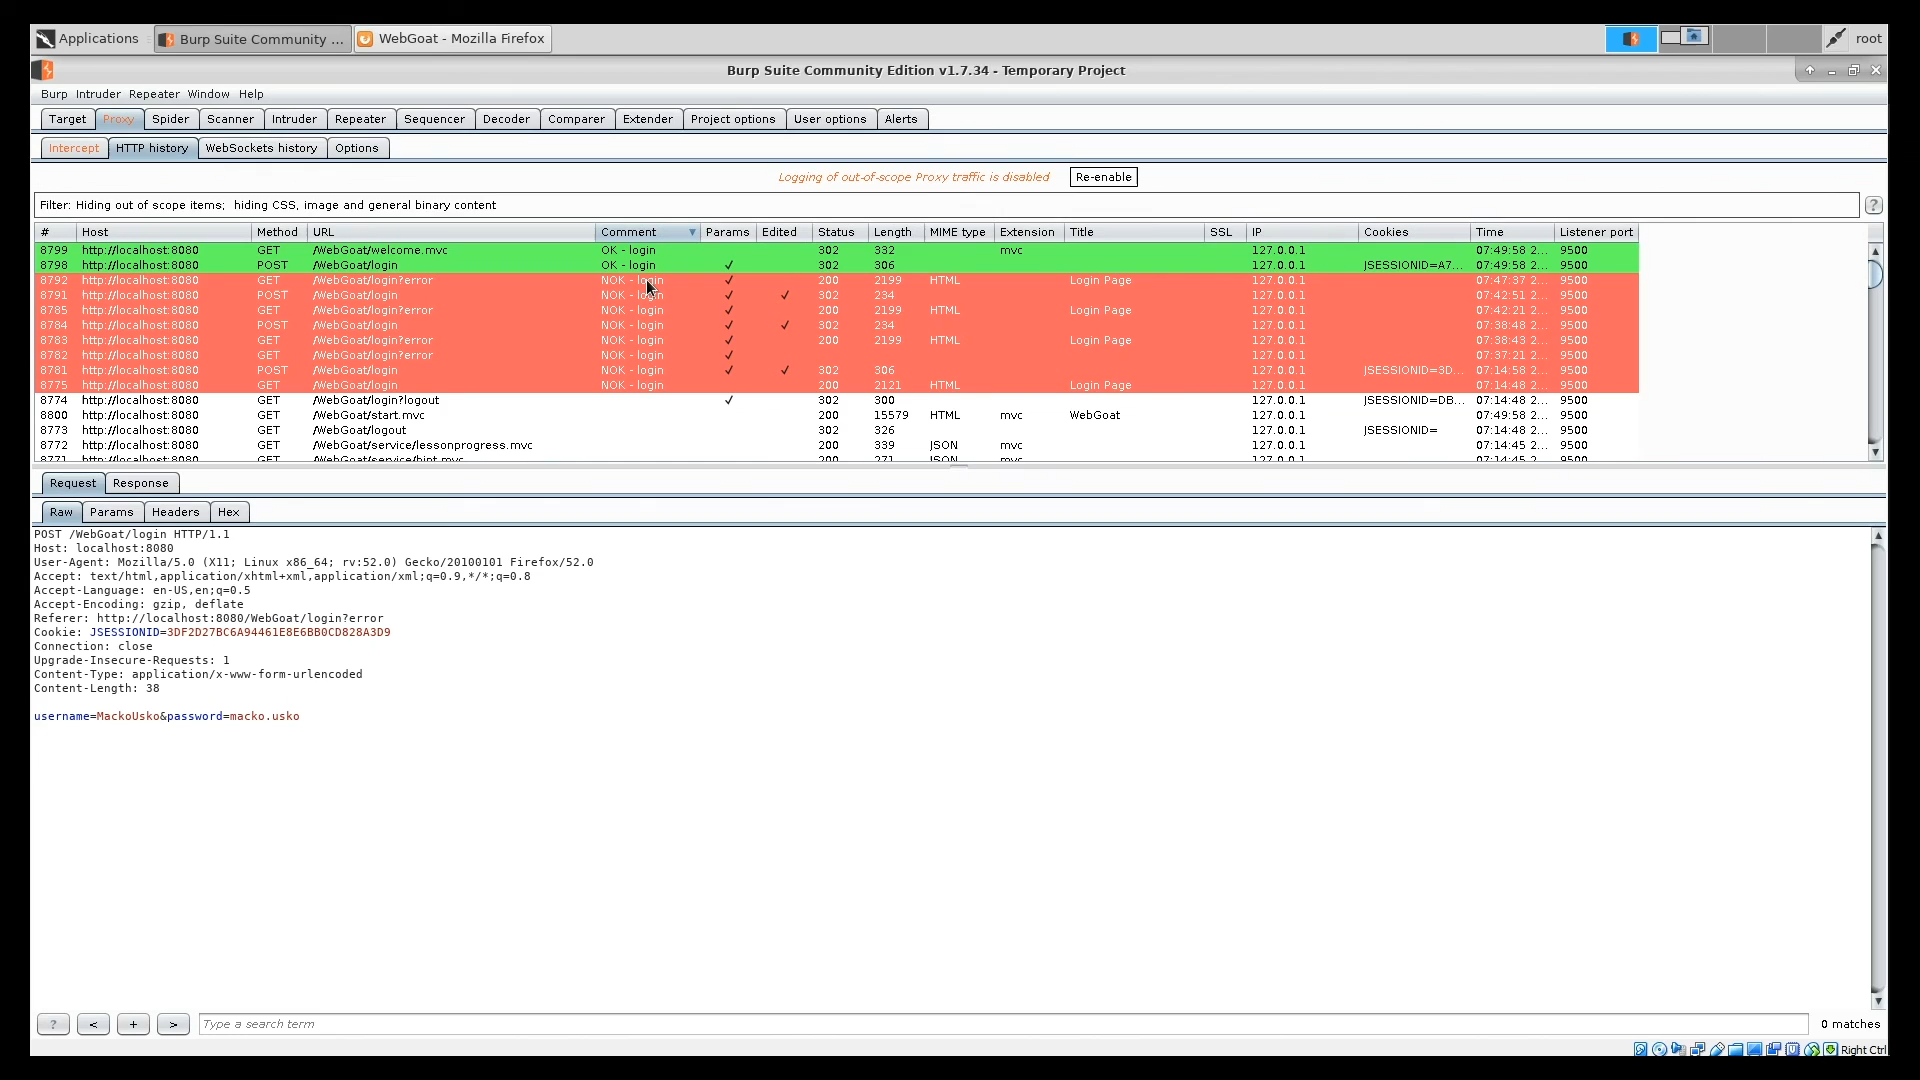 Applications Burp Suite Community ... WebGoat - Mozilla Firefox root
Burp Suite Community Edition v1.7.34 - Temporary Project
Burp Intruder Repeater Window Help
Target Proxy Spider Scanner Intruder Repeater Sequencer Decoder Comparer Extender Project options User options Alerts
Intercept HTTP history WebSockets history Options
Logging of out-of-scope Proxy traffic is disabled Re-enable
Filter: Hiding out of scope items; hiding CSS, image and general binary content ?
# Host Method URL Comment Params Edited Status Length MIME type Extension Title SSL IP Cookies Time Listener port
8799 http://localhost:8080 GET /WebGoat/welcome.mvc OK - login 302 332 mvc 127.0.0.1 07:49:58 2... 9500
8798 http://localhost:8080 POST /WebGoat/login OK - login ✓ 302 306 127.0.0.1 JSESSIONID=A7... 07:49:58 2... 9500
8792 http://localhost:8080 GET /WebGoat/login?error NOK - login ✓ 200 2199 HTML Login Page 127.0.0.1 07:47:37 2... 9500
8791 http://localhost:8080 POST /WebGoat/login NOK - login ✓ ✓ 302 234 127.0.0.1 07:42:51 2... 9500
8785 http://localhost:8080 GET /WebGoat/login?error NOK - login ✓ 200 2199 HTML Login Page 127.0.0.1 07:42:21 2... 9500
8784 http://localhost:8080 POST /WebGoat/login NOK - login ✓ ✓ 302 234 127.0.0.1 07:38:48 2... 9500
8783 http://localhost:8080 GET /WebGoat/login?error NOK - login ✓ 200 2199 HTML Login Page 127.0.0.1 07:38:43 2... 9500
8782 http://localhost:8080 GET /WebGoat/login?error NOK - login ✓ 127.0.0.1 07:37:21 2... 9500
8781 http://localhost:8080 POST /WebGoat/login NOK - login ✓ ✓ 302 306 127.0.0.1 JSESSIONID=3D... 07:14:58 2... 9500
8775 http://localhost:8080 GET /WebGoat/login NOK - login 200 2121 HTML Login Page 127.0.0.1 07:14:48 2... 9500
8774 http://localhost:8080 GET /WebGoat/login?logout ✓ 302 300 127.0.0.1 JSESSIONID=DB... 07:14:48 2... 9500
8800 http://localhost:8080 GET /WebGoat/start.mvc 200 15579 HTML mvc WebGoat 127.0.0.1 07:49:58 2... 9500
8773 http://localhost:8080 GET /WebGoat/logout 302 326 127.0.0.1 JSESSIONID= 07:14:48 2... 9500
8772 http://localhost:8080 GET /WebGoat/service/lessonprogress.mvc 200 339 JSON mvc 127.0.0.1 07:14:45 2... 9500
8771 http://localhost:8080 GET /WebGoat/service/hint.mvc 200 271 JSON mvc 127.0.0.1 07:14:45 2... 9500
Request Response
Raw Params Headers Hex
POST /WebGoat/login HTTP/1.1
Host: localhost:8080
User-Agent: Mozilla/5.0 (X11; Linux x86_64; rv:52.0) Gecko/20100101 Firefox/52.0
Accept: text/html,application/xhtml+xml,application/xml;q=0.9,*/*;q=0.8
Accept-Language: en-US,en;q=0.5
Accept-Encoding: gzip, deflate
Referer: http://localhost:8080/WebGoat/login?error
Cookie: JSESSIONID=3DF2D27BC6A94461E8E6BB0CD828A3D9
Connection: close
Upgrade-Insecure-Requests: 1
Content-Type: application/x-www-form-urlencoded
Content-Length: 38
username=MackoUsko&password=macko.usko
? < + > Type a search term 0 matches
Right Ctrl